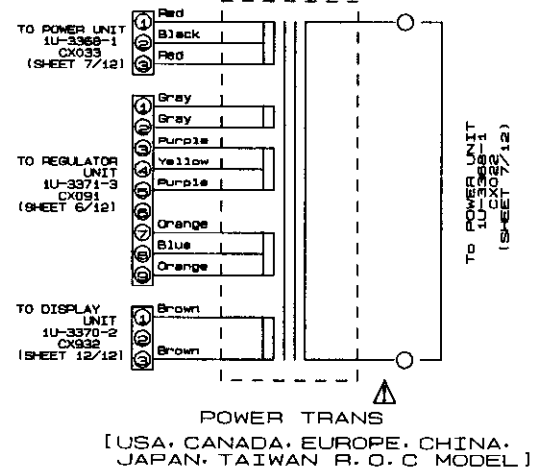 TO POWER UNIT
1U-3368-1
CX033
(SHEET 7/12)
1 Red
2 Black
3 Red
TO REGULATOR
UNIT
1U-3371-3
CX091
(SHEET 6/12)
1 Gray
2 Gray
3 Purple
4 Yellow
5 Purple
6
7 Orange
8 Blue
9 Orange
TO DISPLAY
UNIT
1U-3370-2
CX932
(SHEET 12/12)
1 Brown
2
3 Brown
TO POWER UNIT
1U-3368-1
CX022
(SHEET 7/12)
POWER TRANS
[USA. CANADA. EUROPE. CHINA.
JAPAN. TAIWAN R.O.C MODEL]